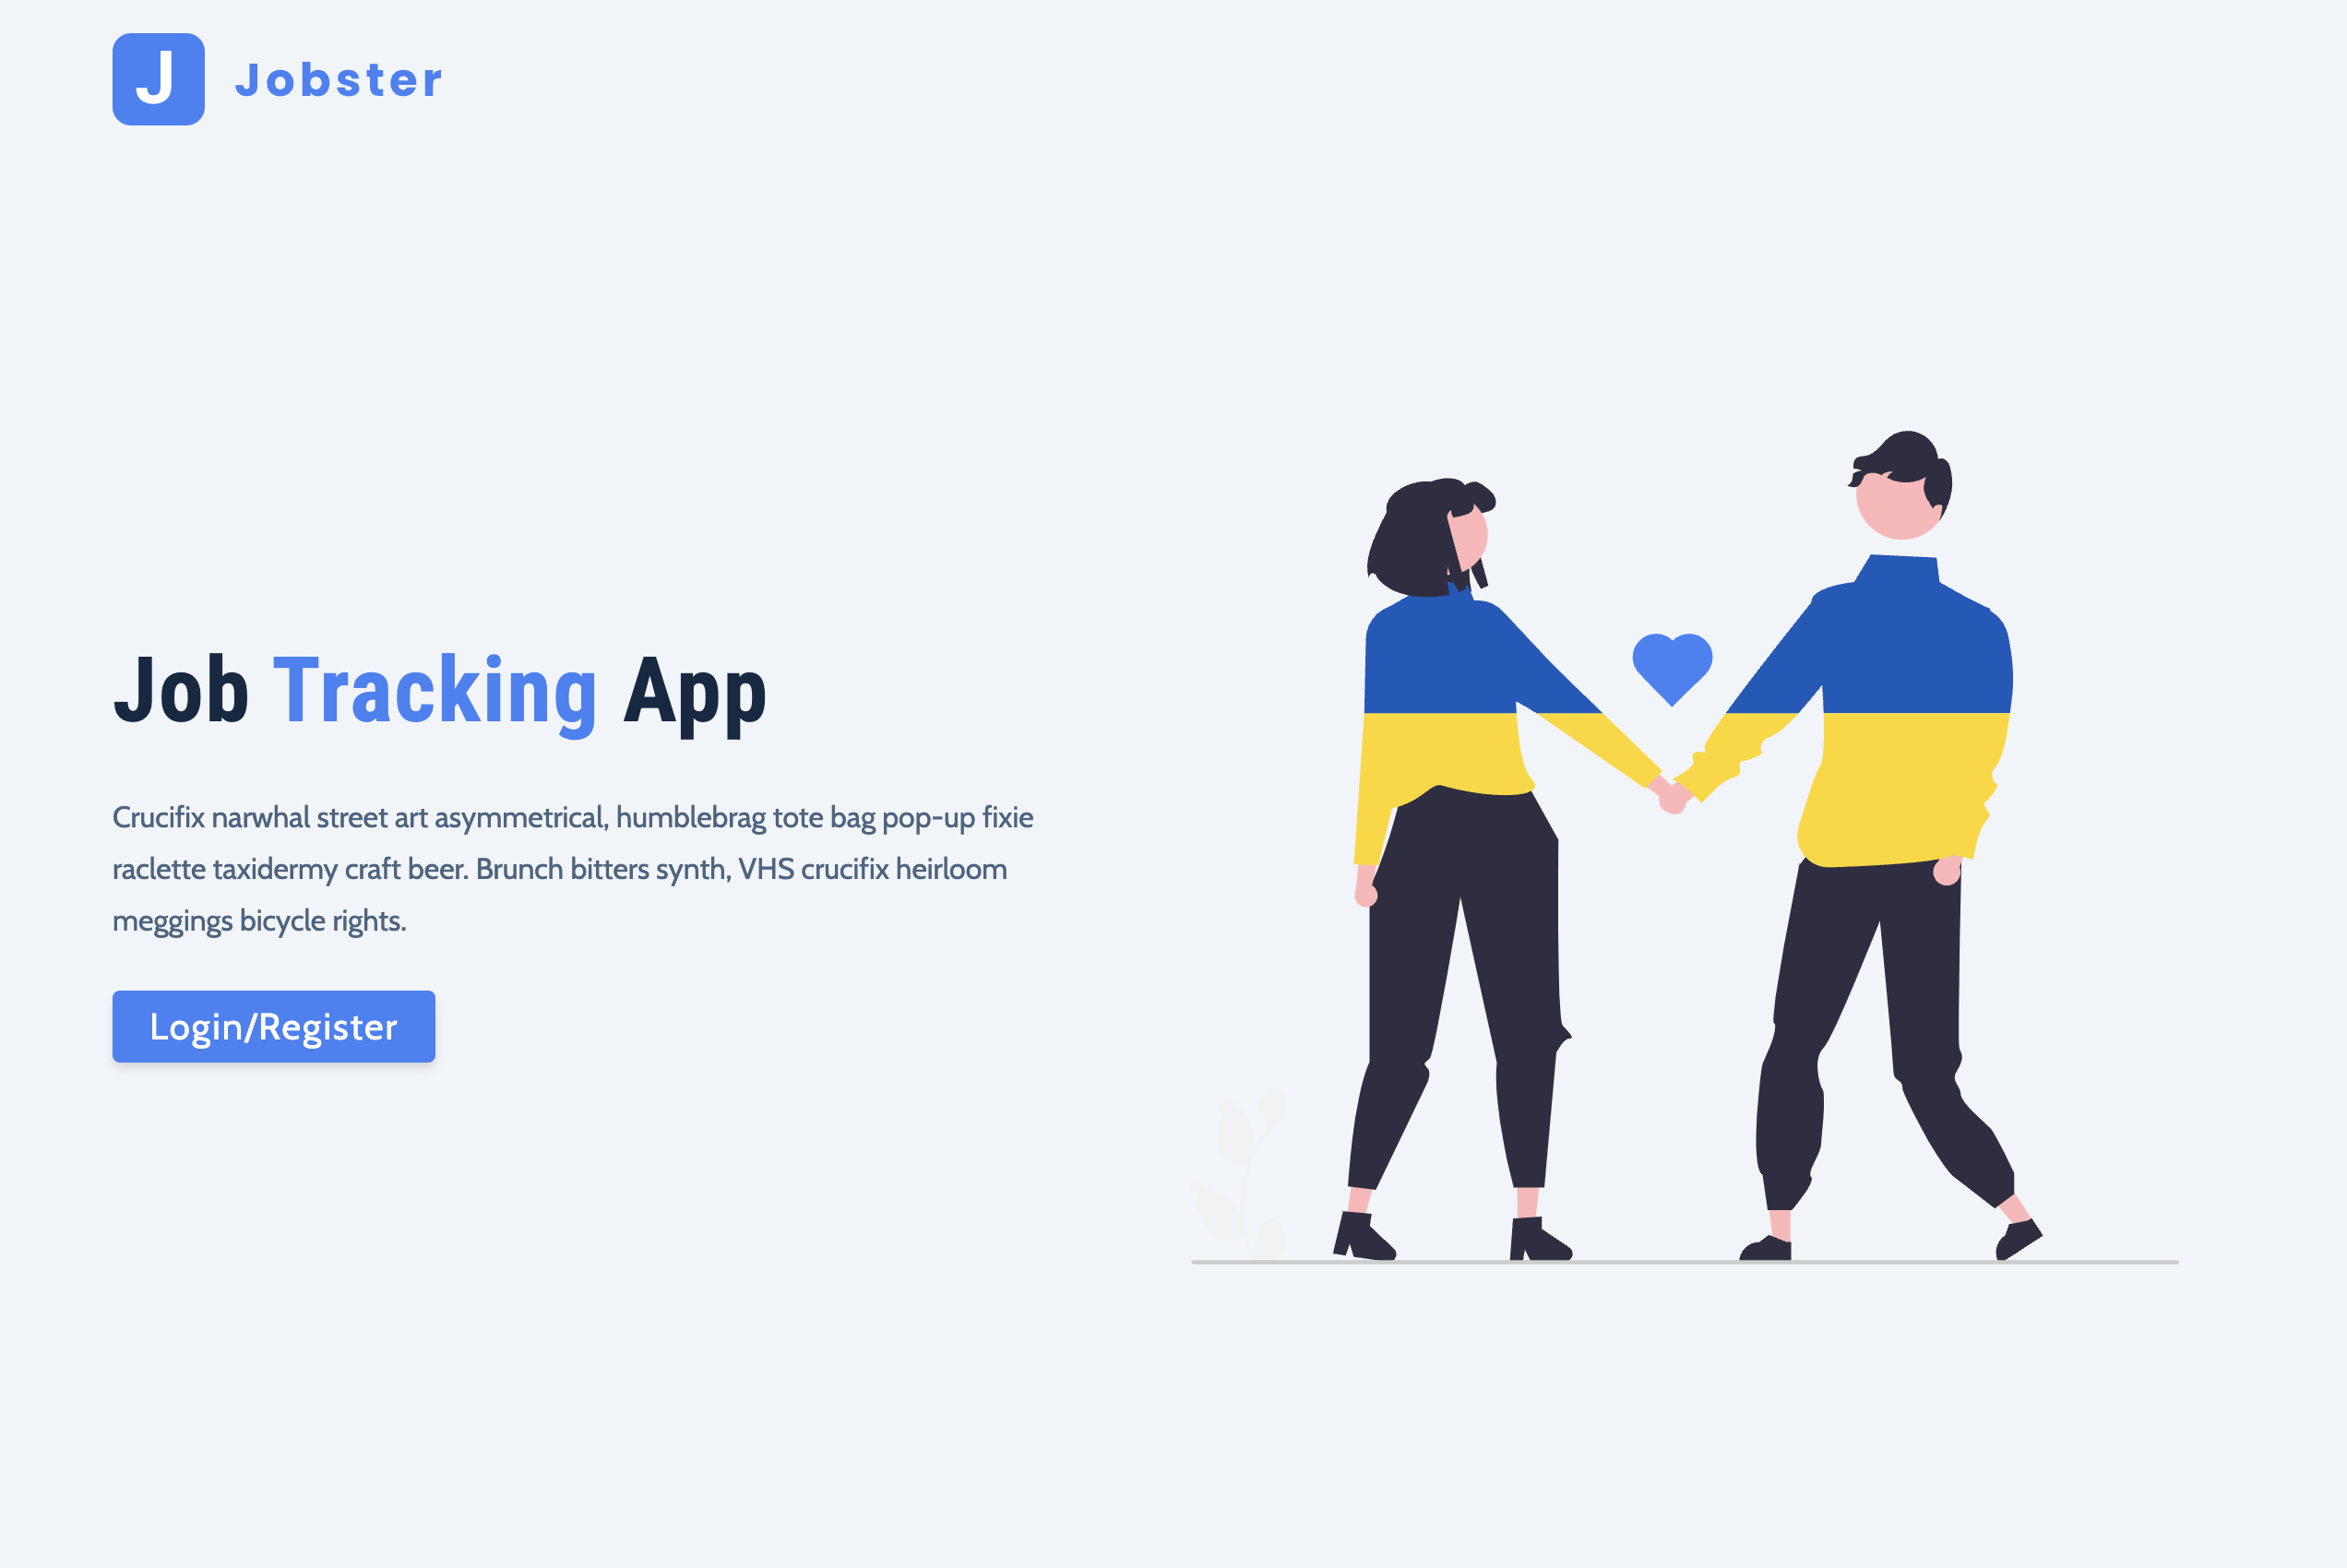 J Jobster
Job Tracking App
Crucifix narwhal street art asymmetrical, humblebrag tote bag pop-up fixie
raclette taxidermy craft beer. Brunch bitters synth, VHS crucifix heirloom
meggings bicycle rights.
Login/Register